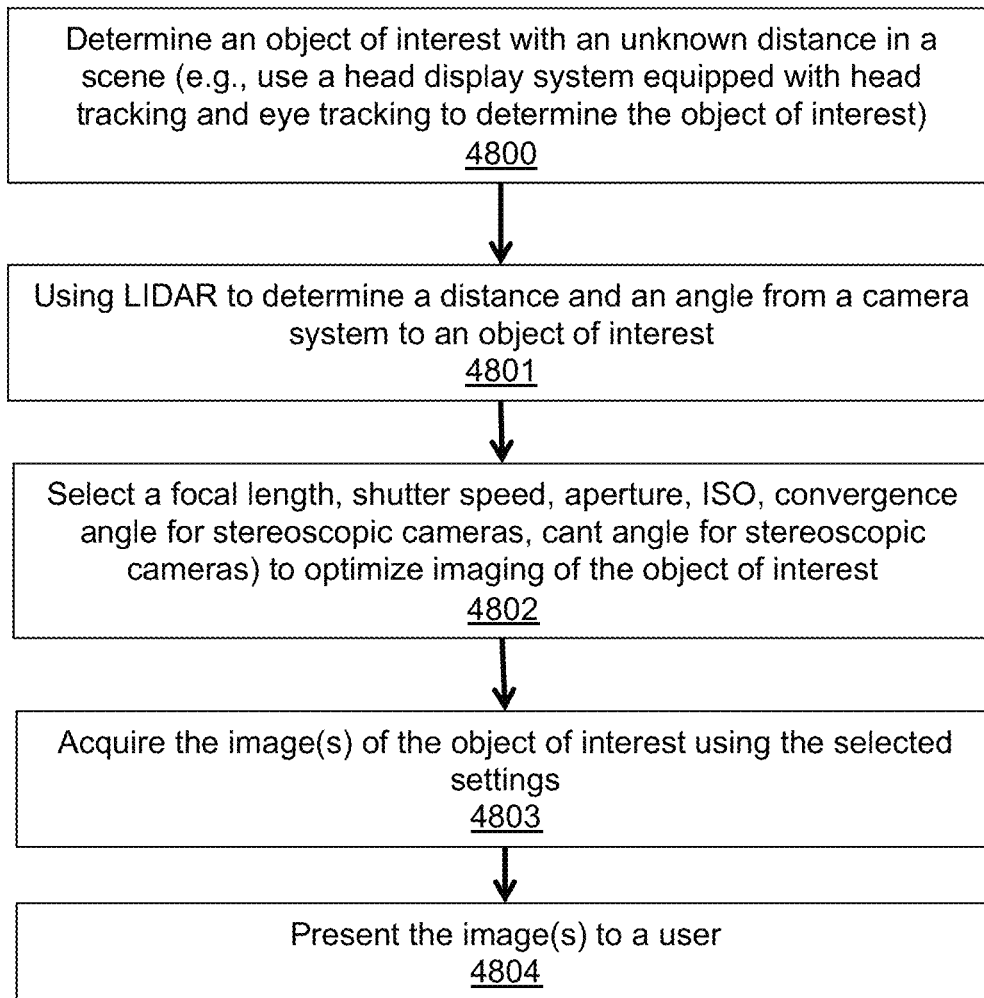 Determine an object of interest with an unknown distance in a
scene (e.g., use a head display system equipped with head
tracking and eye tracking to determine the object of interest)
4800
Using LIDAR to determine a distance and an angle from a camera
system to an object of interest
4801
Select a focal length, shutter speed, aperture, ISO, convergence
angle for stereoscopic cameras, cant angle for stereoscopic
cameras) to optimize imaging of the object of interest
4802
Acquire the image(s) of the object of interest using the selected
settings
4803
Present the image(s) to a user
4804